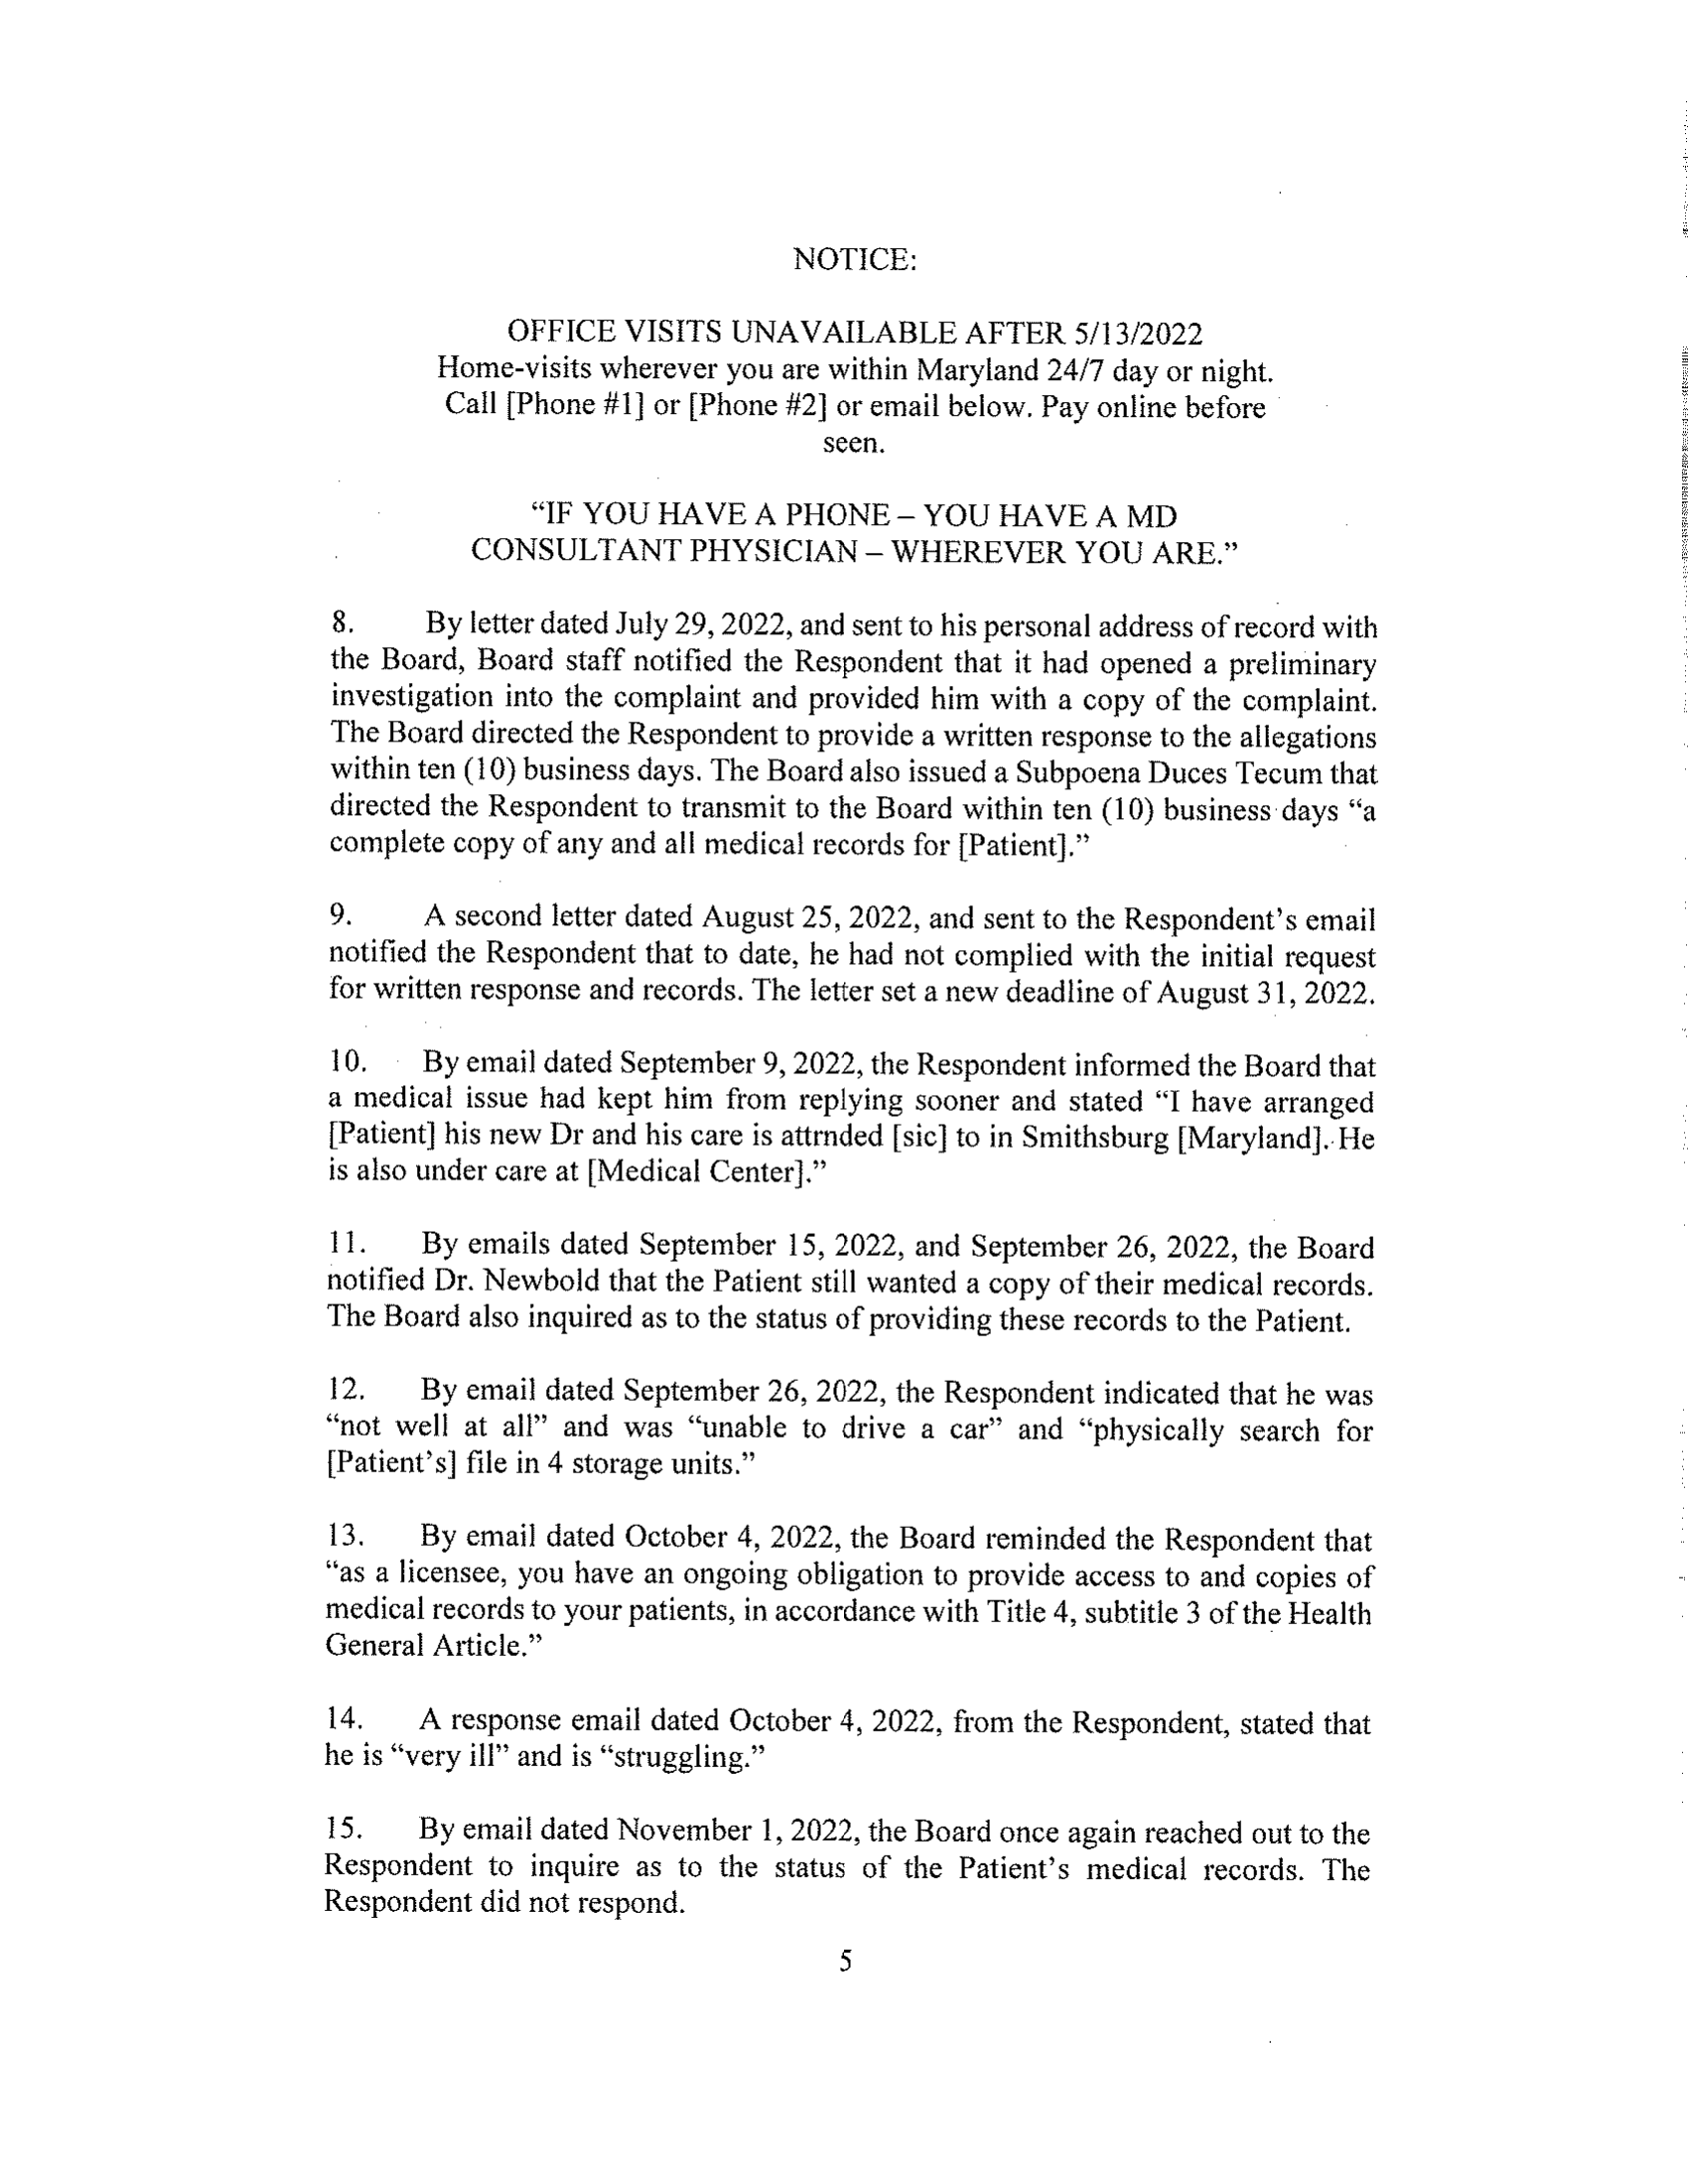 NOTICE:
OFFICE VISITS UNAVAILABLE AFTER 5/13/2022
Home-visits wherever you are within Maryland 24/7 day or night.
Call [Phone #1] or [Phone #2] or email below. Pay online before
seen.
“IF YOU HAVE A PHONE – YOU HAVE A MD
CONSULTANT PHYSICIAN – WHEREVER YOU ARE.”
8. By letter dated July 29, 2022, and sent to his personal address of record with
the Board, Board staff notified the Respondent that it had opened a preliminary
investigation into the complaint and provided him with a copy of the complaint.
The Board directed the Respondent to provide a written response to the allegations
within ten (10) business days. The Board also issued a Subpoena Duces Tecum that
directed the Respondent to transmit to the Board within ten (10) business days “a
complete copy of any and all medical records for [Patient].”
9. A second letter dated August 25, 2022, and sent to the Respondent’s email
notified the Respondent that to date, he had not complied with the initial request
for written response and records. The letter set a new deadline of August 31, 2022.
10. By email dated September 9, 2022, the Respondent informed the Board that
a medical issue had kept him from replying sooner and stated “I have arranged
[Patient] his new Dr and his care is attrnded [sic] to in Smithsburg [Maryland]. He
is also under care at [Medical Center].”
11. By emails dated September 15, 2022, and September 26, 2022, the Board
notified Dr. Newbold that the Patient still wanted a copy of their medical records.
The Board also inquired as to the status of providing these records to the Patient.
12. By email dated September 26, 2022, the Respondent indicated that he was
“not well at all” and was “unable to drive a car” and “physically search for
[Patient’s] file in 4 storage units.”
13. By email dated October 4, 2022, the Board reminded the Respondent that
“as a licensee, you have an ongoing obligation to provide access to and copies of
medical records to your patients, in accordance with Title 4, subtitle 3 of the Health
General Article.”
14. A response email dated October 4, 2022, from the Respondent, stated that
he is “very ill” and is “struggling.”
15. By email dated November 1, 2022, the Board once again reached out to the
Respondent to inquire as to the status of the Patient’s medical records. The
Respondent did not respond.
5